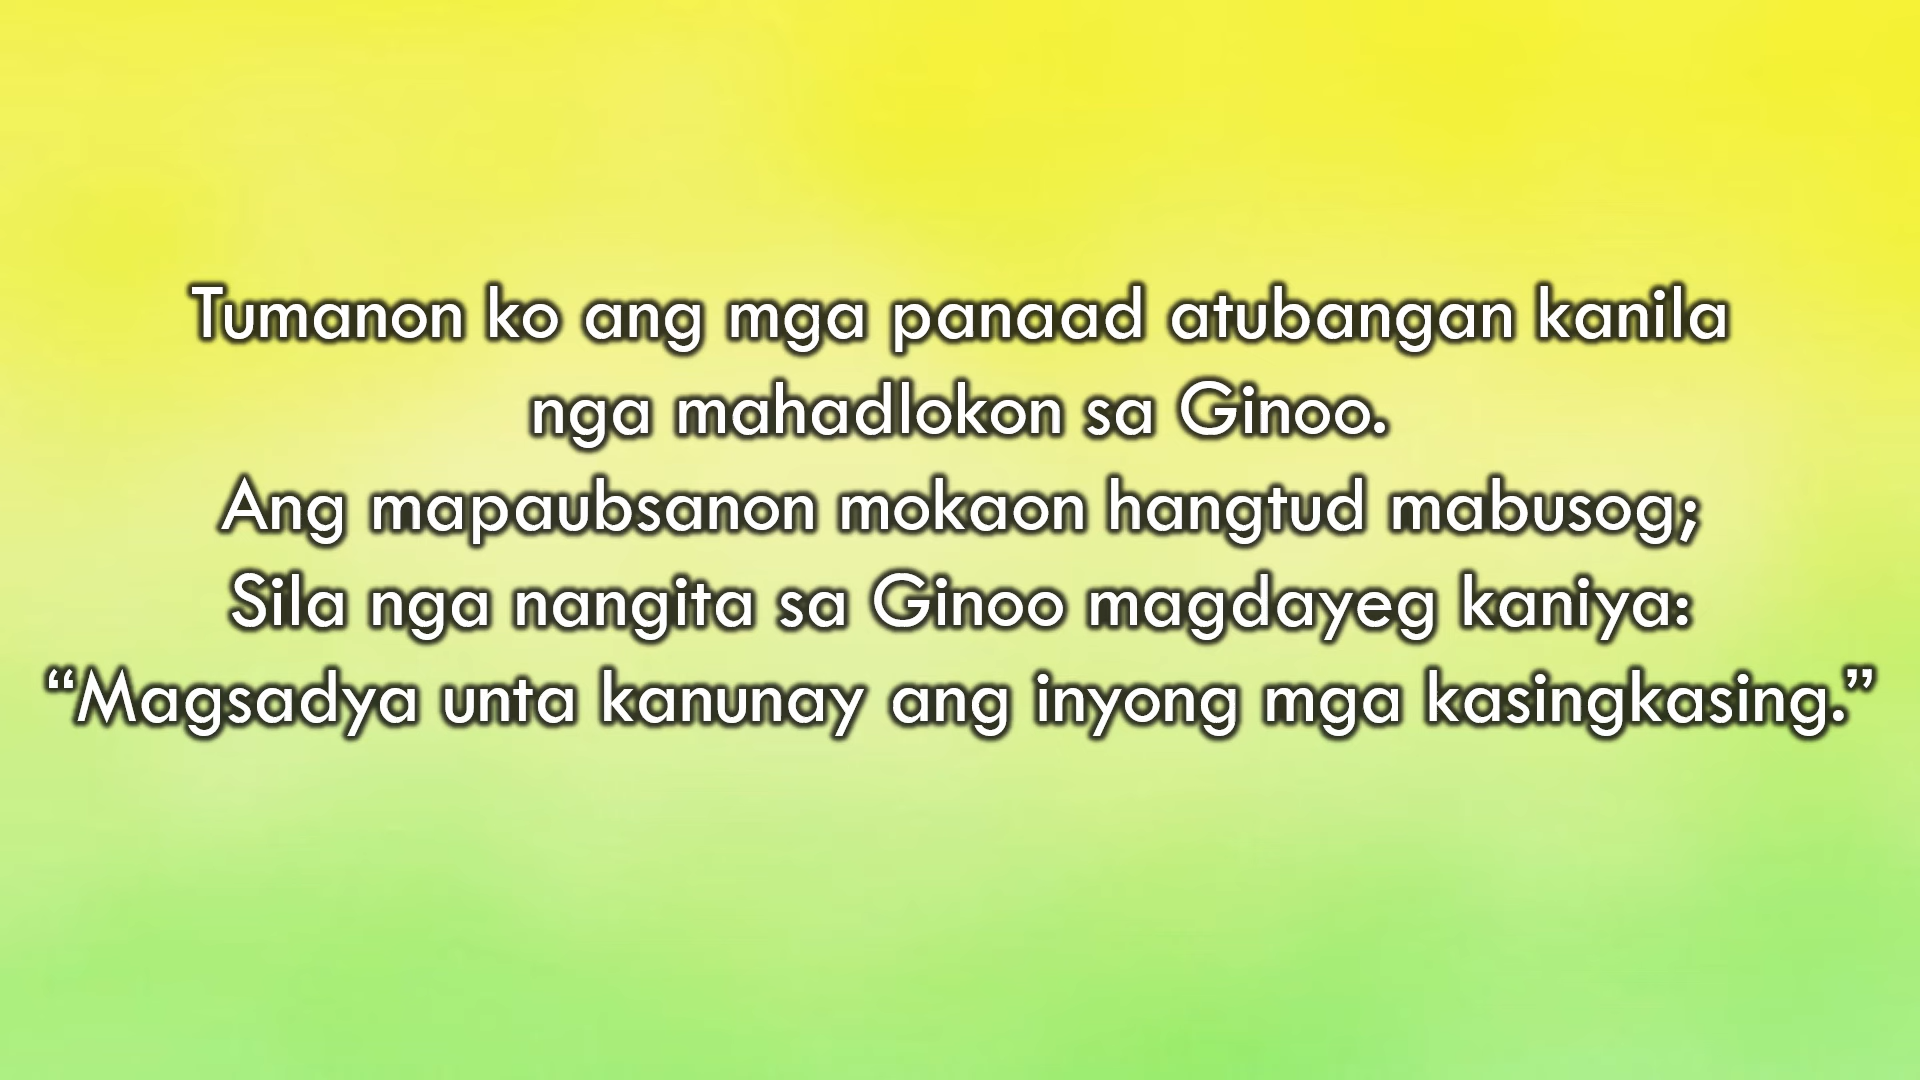 Tumanon ko ang mga panaad atubangan kanila
nga mahadlokon sa Ginoo.
Ang mapaubsanon mokaon hangtud mabusog;
Sila nga nangita sa Ginoo magdayeg kaniya:
“Magsadya unta kanunay ang inyong mga kasingkasing.”